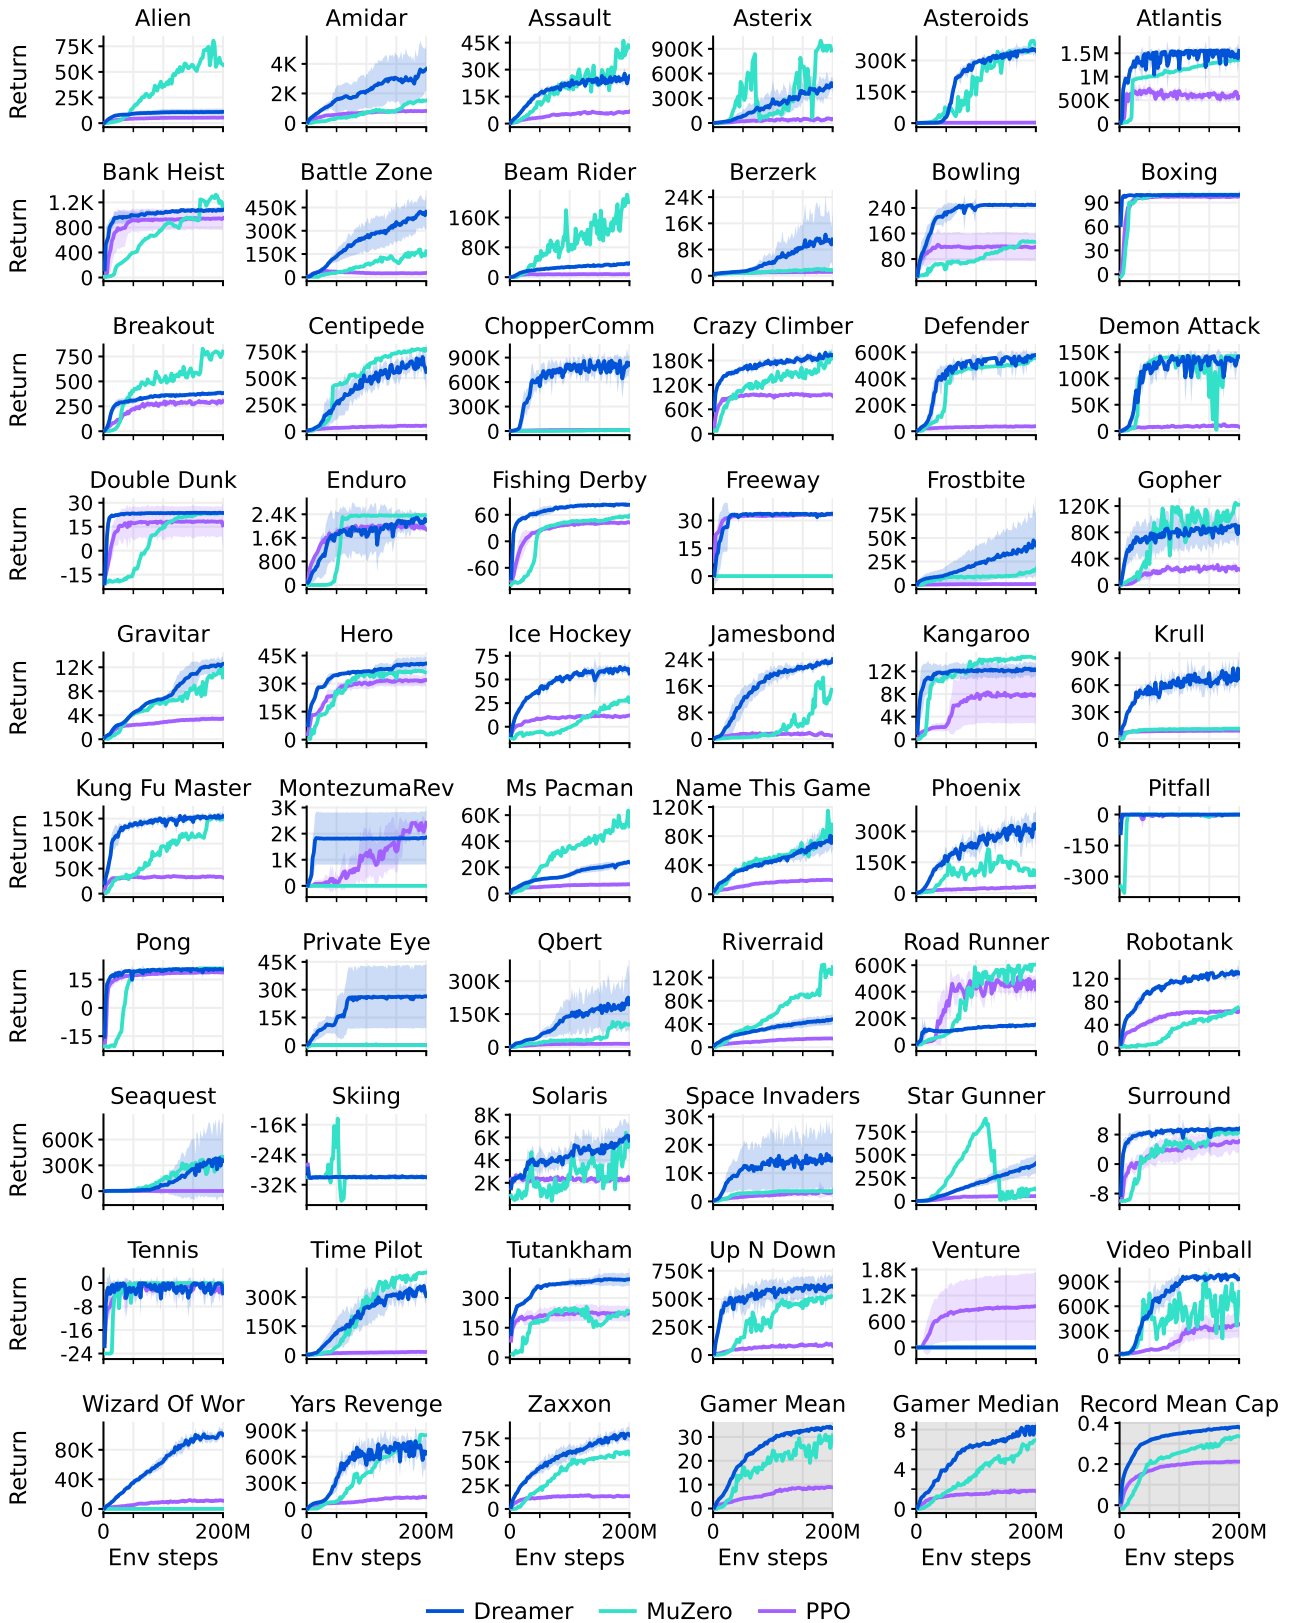 Alien Amidar Assault Asterix Asteroids Atlantis
Return
75K 50K 25K 0
4K 2K 0
45K 30K 15K 0
900K 600K 300K 0
300K 150K 0
1.5M 1M 500K 0
Bank Heist Battle Zone Beam Rider Berzerk Bowling Boxing
Return
1.2K 800 400 0
450K 300K 150K 0
160K 80K 0
24K 16K 8K 0
240 160 80
90 60 30 0
Breakout Centipede ChopperComm Crazy Climber Defender Demon Attack
Return
750 500 250 0
750K 500K 250K 0
900K 600K 300K 0
180K 120K 60K 0
600K 400K 200K 0
150K 100K 50K 0
Double Dunk Enduro Fishing Derby Freeway Frostbite Gopher
Return
30 15 0 -15
2.4K 1.6K 800 0
60 0 -60
30 15 0
75K 50K 25K 0
120K 80K 40K 0
Gravitar Hero Ice Hockey Jamesbond Kangaroo Krull
Return
12K 8K 4K 0
45K 30K 15K 0
75 50 25 0
24K 16K 8K 0
12K 8K 4K 0
90K 60K 30K 0
Kung Fu Master MontezumaRev Ms Pacman Name This Game Phoenix Pitfall
Return
150K 100K 50K 0
3K 2K 1K 0
60K 40K 20K 0
120K 80K 40K 0
300K 150K 0
0 -150 -300
Pong Private Eye Qbert Riverraid Road Runner Robotank
Return
15 0 -15
45K 30K 15K 0
300K 150K 0
120K 80K 40K 0
600K 400K 200K 0
120 80 40 0
Seaquest Skiing Solaris Space Invaders Star Gunner Surround
Return
600K 300K 0
-16K -24K -32K
8K 6K 4K 2K
30K 20K 10K 0
750K 500K 250K 0
8 0 -8
Tennis Time Pilot Tutankham Up N Down Venture Video Pinball
Return
0 -8 -16 -24
300K 150K 0
300 150 0
750K 500K 250K 0
1.8K 1.2K 600 0
900K 600K 300K 0
Wizard Of Wor Yars Revenge Zaxxon Gamer Mean Gamer Median Record Mean Cap
Return
80K 40K 0
900K 600K 300K 0
75K 50K 25K 0
30 20 10 0
8 4 0
0.4 0.2 0
0 200M 0 200M 0 200M 0 200M 0 200M 0 200M
Env steps Env steps Env steps Env steps Env steps Env steps
Dreamer MuZero PPO